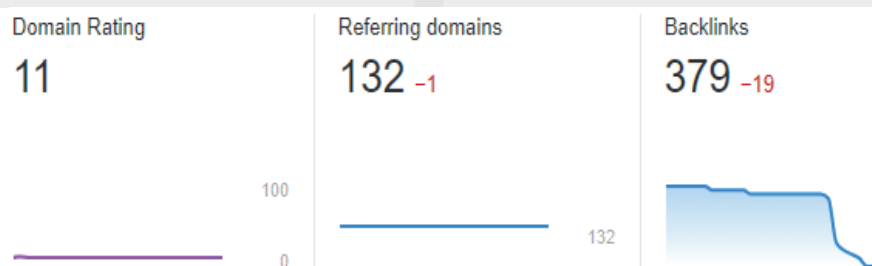 Domain Rating
11
100
0
Referring domains
132 –1
132
Backlinks
379 –19